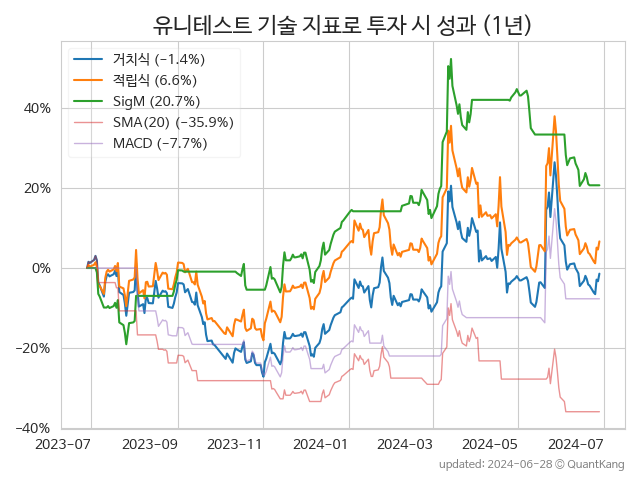 유니테스트 기술 지표로 투자 시 성과 (1년)
거치식 (−1.4%)
적립식 (6.6%)
SigM (20.7%)
SMA(20) (−35.9%)
MACD (−7.7%)
40%
20%
0%
−20%
−40%
2023-07 2023-09 2023-11 2024-01 2024-03 2024-05 2024-07
updated: 2024-06-28 © QuantKang